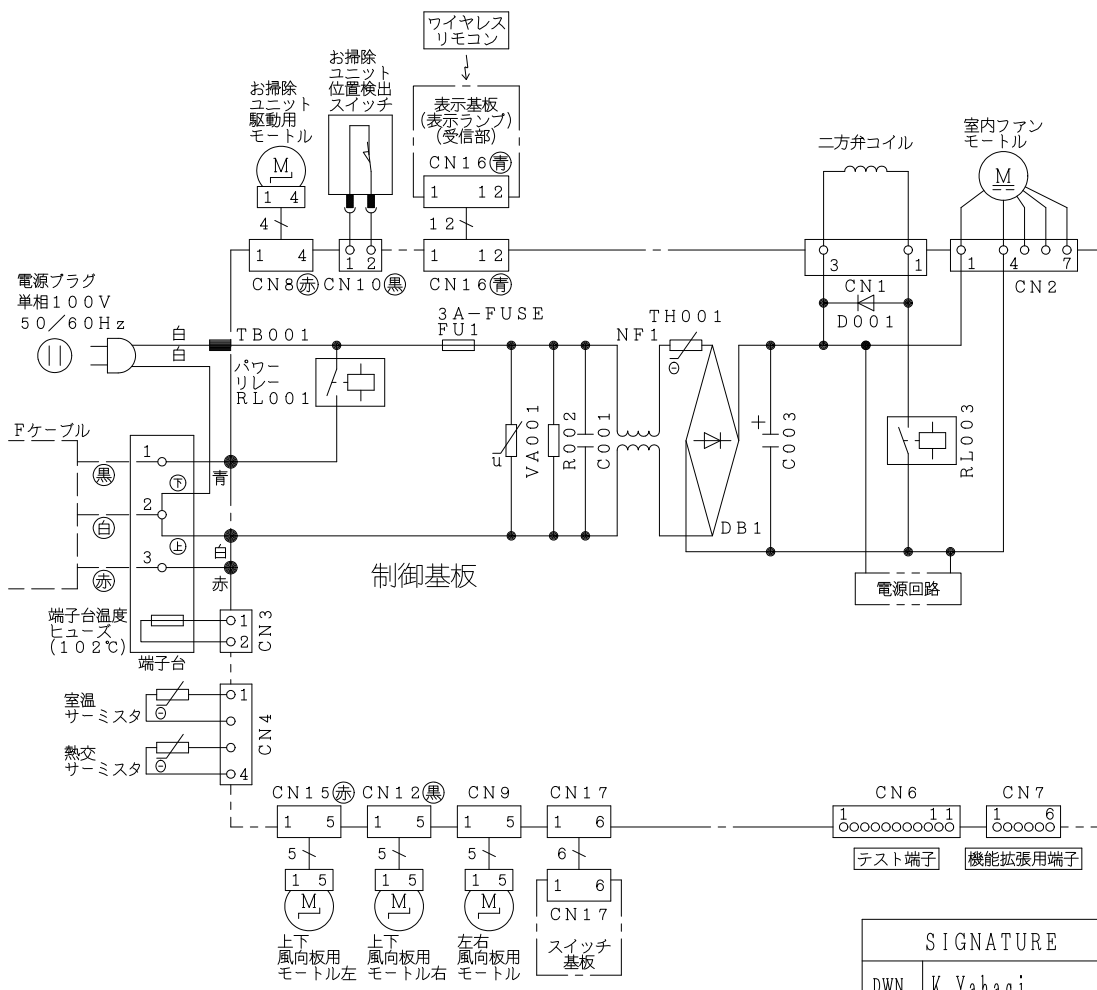 ワイヤレス
リモコン
お掃除
ユニット
位置検出
スイッチ
お掃除
ユニット
駆動用
モートル
M
1 4
4
表示基板
(表示ランプ)
(受信部)
CN16青
1 12
12
1 4
CN8赤
1 2
CN10黒
1 12
CN16青
二方弁コイル
3 1
CN1
D001
室内ファン
モートル
M
1 4 7
CN2
電源プラグ
単相100V
50/60Hz
白
白
TB001
パワー
リレー
RL001
3A-FUSE
FU1
u
VA001
R002
C001
NF1
TH001
DB1
+
C003
RL003
電源回路
Fケーブル
黒
白
赤
1
下
2
上
3
青
白
赤
制御基板
端子台温度
ヒューズ
(102℃)
端子台
1
2
CN3
室温
サーミスタ
熱交
サーミスタ
1
4
CN4
CN15赤
1 5
5
1 5
M
上下
風向板用
モートル左
CN12黒
1 5
5
1 5
M
上下
風向板用
モートル右
CN9
1 5
5
1 5
M
左右
風向板用
モートル
CN17
1 6
6
1 6
CN17
スイッチ
基板
CN6
1 11
テスト端子
CN7
1 6
機能拡張用端子
SIGNATURE
DWN K.Yahagi